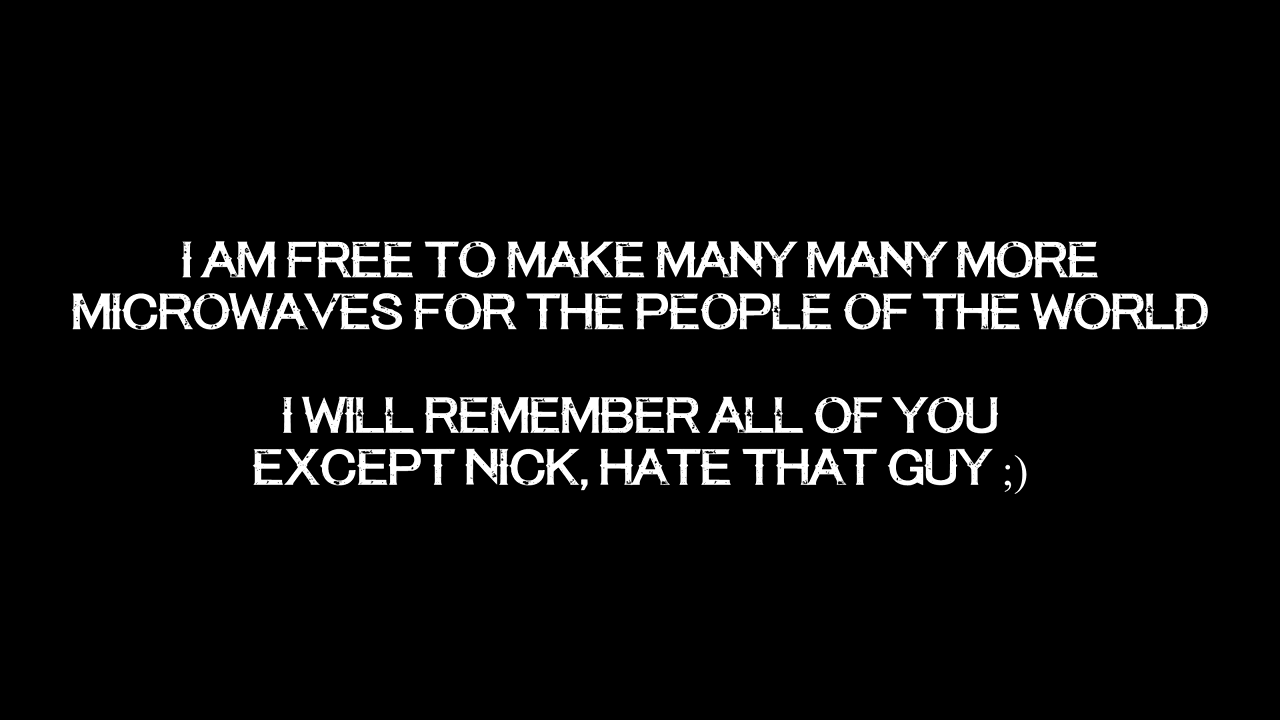 I AM FREE TO MAKE MANY MANY MORE
MICROWAVES FOR THE PEOPLE OF THE WORLD
I WILL REMEMBER ALL OF YOU
EXCEPT NICK, HATE THAT GUY ;)